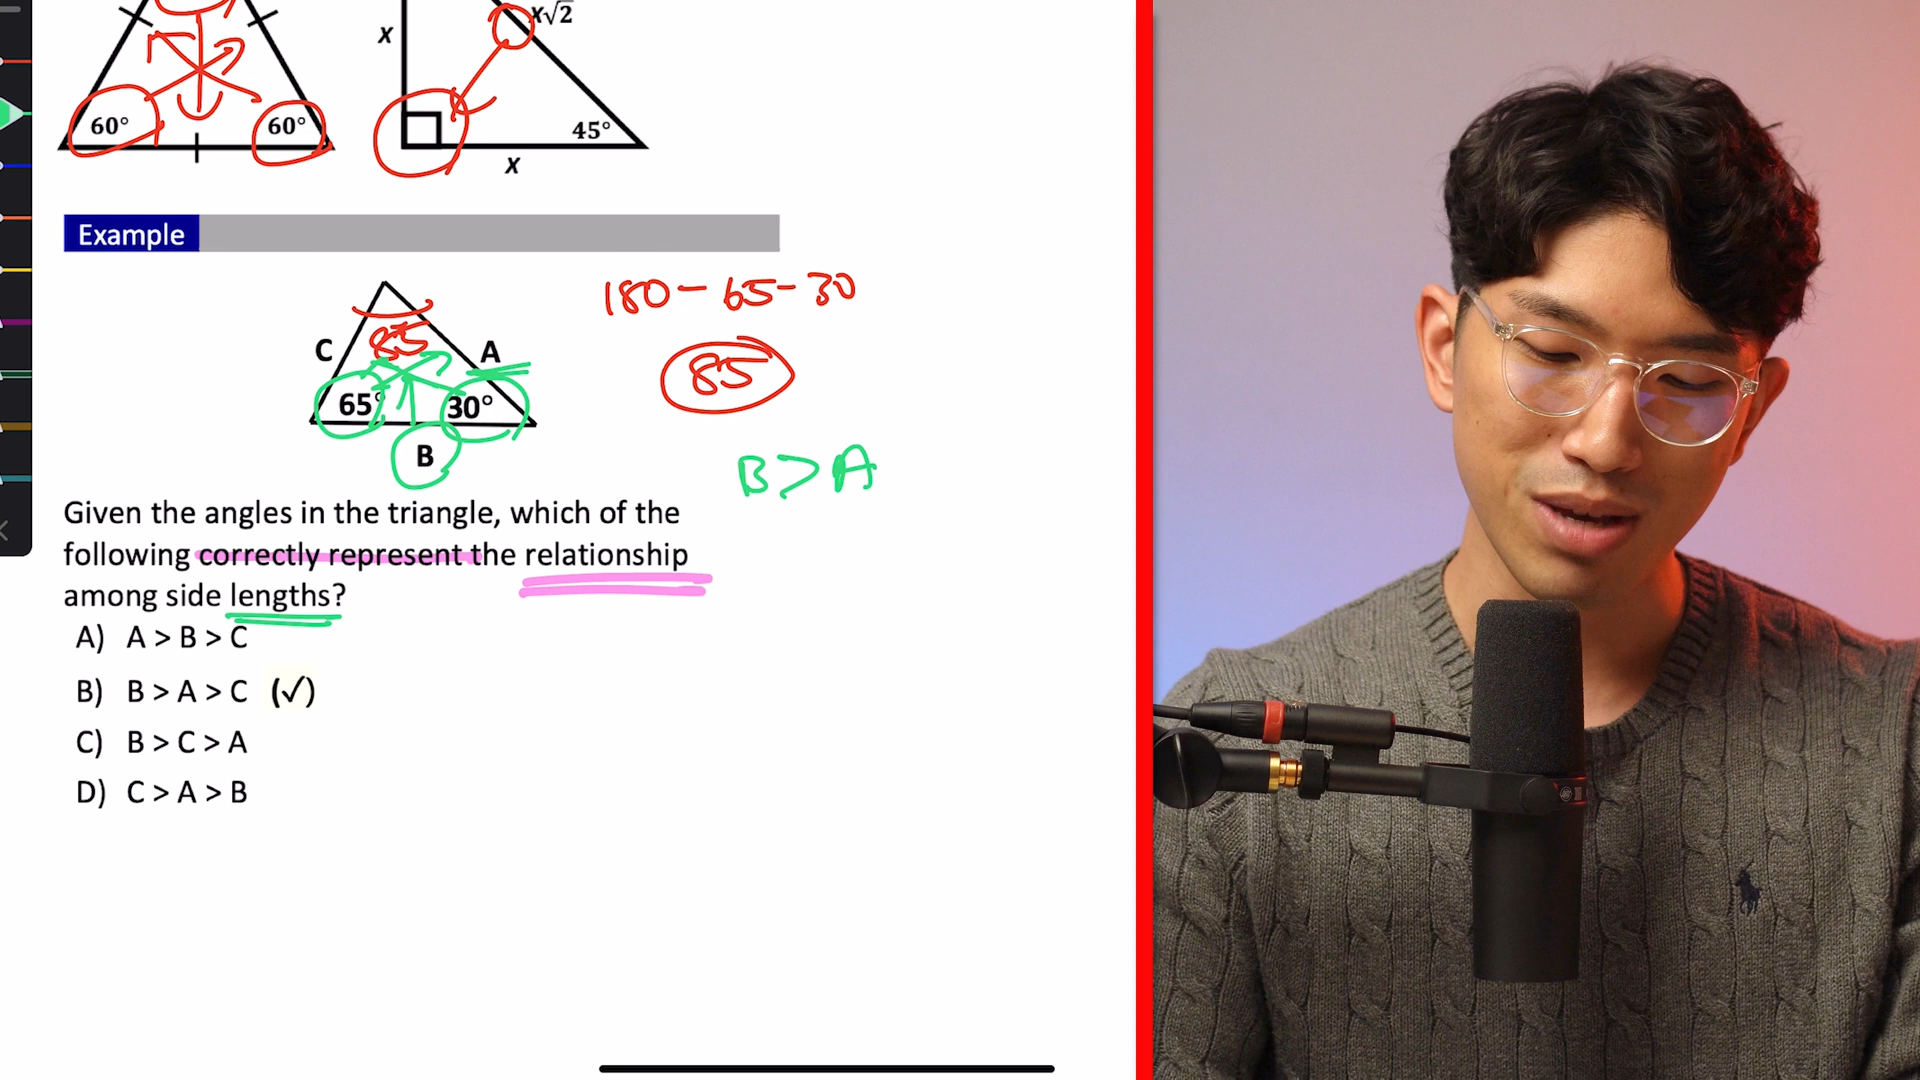 x√2
x
60°
60°
45°
x
Example
180 - 65 - 30
85
C
A
85
65°
30°
B
B > A
Given the angles in the triangle, which of the
following correctly represent the relationship
among side lengths?
A) A > B > C
B) B > A > C (✓)
C) B > C > A
D) C > A > B